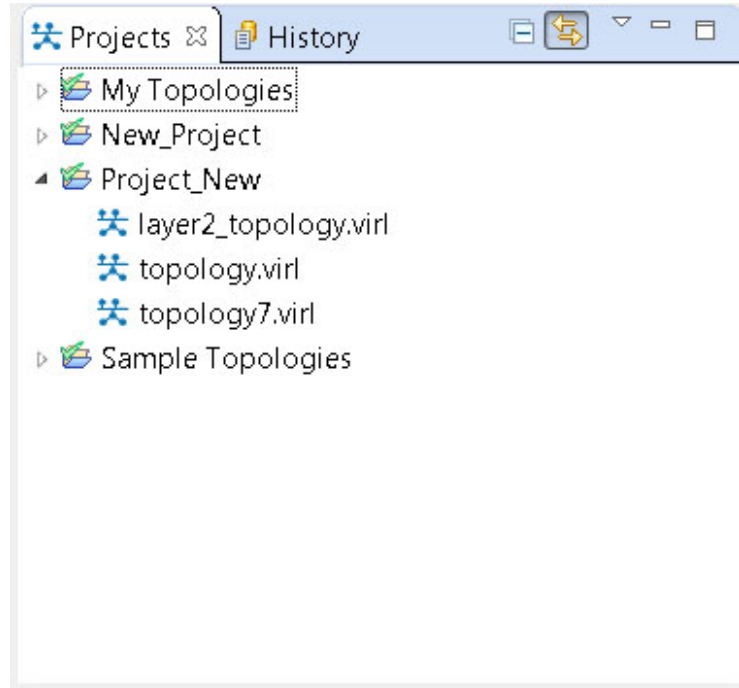 Projects History
My Topologies
New_Project
Project_New
layer2_topology.virl
topology.virl
topology7.virl
Sample Topologies